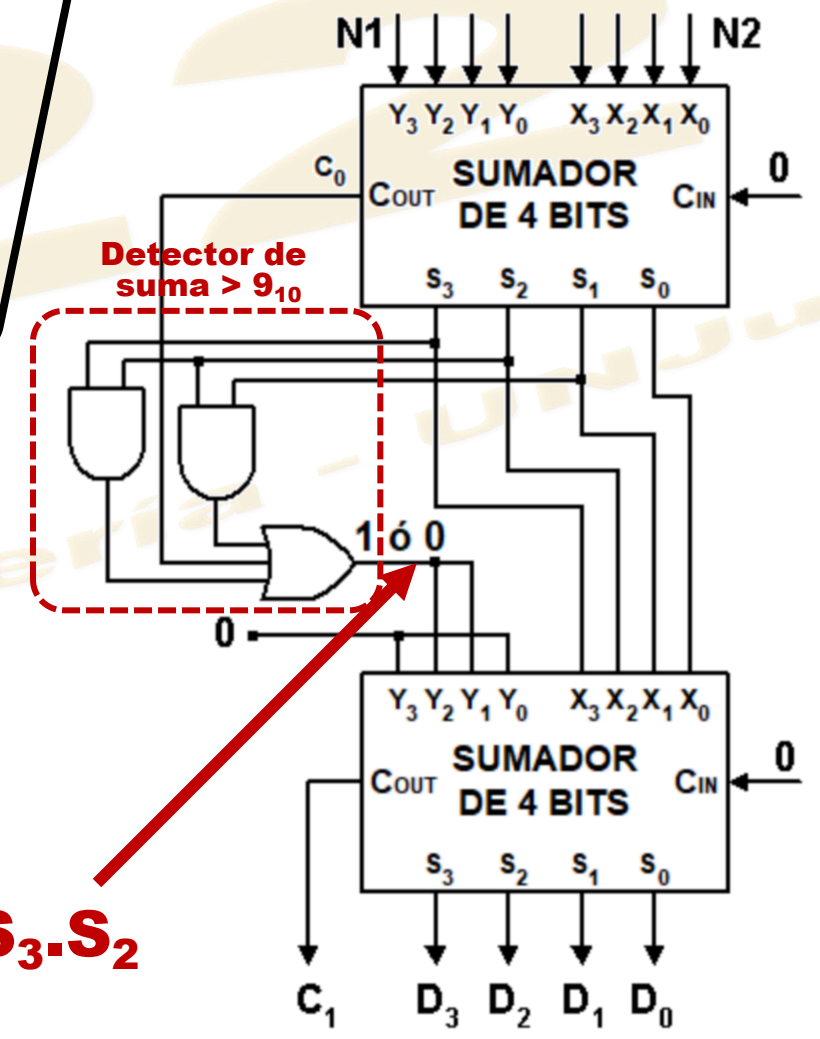 N1 N2
Y3 Y2 Y1 Y0 X3 X2 X1 X0
C0 0
COUT SUMADOR CIN
DE 4 BITS
Detector de
suma > 9₁₀
S3 S2 S1 S0
1 ó 0
0
Y3 Y2 Y1 Y0 X3 X2 X1 X0
0
COUT SUMADOR CIN
DE 4 BITS
S3 S2 S1 S0
S₃.S₂
C1 D3 D2 D1 D0